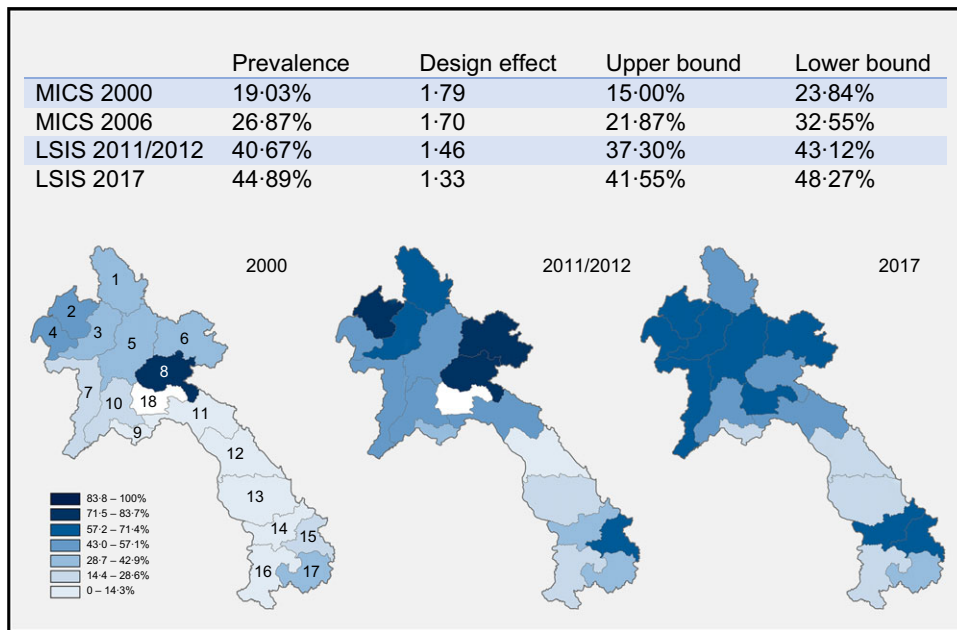 Prevalence Design effect Upper bound Lower bound
MICS 2000 19·03% 1·79 15·00% 23·84%
MICS 2006 26·87% 1·70 21·87% 32·55%
LSIS 2011/2012 40·67% 1·46 37·30% 43·12%
LSIS 2017 44·89% 1·33 41·55% 48·27%
2000 2011/2012 2017
1
2
4 3
5 6
8
7
10 18 11
9
12
13
14
15
16 17
83·8 – 100%
71·5 – 83·7%
57·2 – 71·4%
43·0 – 57·1%
28·7 – 42·9%
14·4 – 28·6%
0 – 14·3%